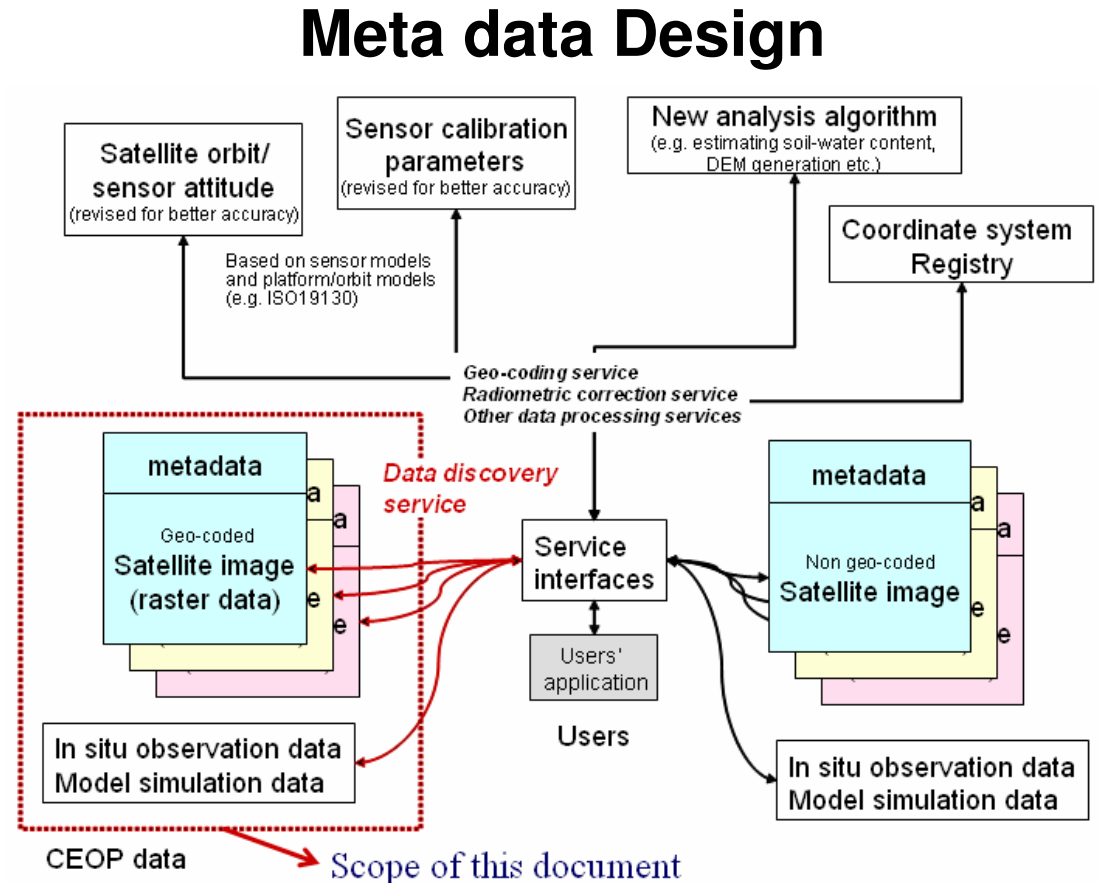 Meta data Design
Satellite orbit/
sensor attitude
(revised for better accuracy)
Sensor calibration
parameters
(revised for better accuracy)
New analysis algorithm
(e.g. estimating soil-water content,
DEM generation etc.)
Coordinate system
Registry
Based on sensor models
and platform/orbit models
(e.g. ISO19130)
Geo-coding service
Radiometric correction service
Other data processing services
metadata
a
a
Geo-coded
Satellite image
(raster data)
e
e
Data discovery
service
Service
interfaces
Users'
application
Users
metadata
a
a
Non geo-coded
Satellite image
e
e
In situ observation data
Model simulation data
In situ observation data
Model simulation data
CEOP data
Scope of this document